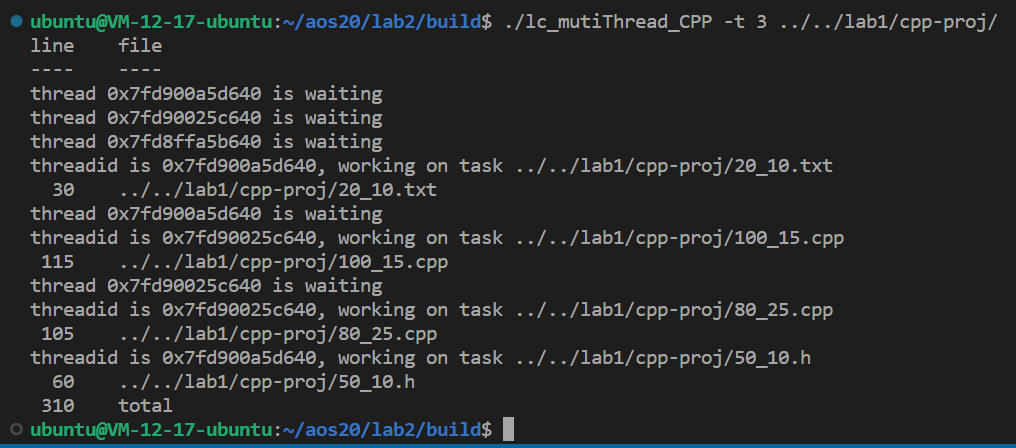 ubuntu@VM-12-17-ubuntu:~/aos20/lab2/build$ ./lc_mutiThread_CPP -t 3 ../../lab1/cpp-proj/
line    file
----    ----
thread 0x7fd900a5d640 is waiting
thread 0x7fd90025c640 is waiting
thread 0x7fd8ffa5b640 is waiting
threadid is 0x7fd900a5d640, working on task ../../lab1/cpp-proj/20_10.txt
  30    ../../lab1/cpp-proj/20_10.txt
thread 0x7fd900a5d640 is waiting
threadid is 0x7fd90025c640, working on task ../../lab1/cpp-proj/100_15.cpp
 115    ../../lab1/cpp-proj/100_15.cpp
thread 0x7fd90025c640 is waiting
threadid is 0x7fd90025c640, working on task ../../lab1/cpp-proj/80_25.cpp
 105    ../../lab1/cpp-proj/80_25.cpp
threadid is 0x7fd900a5d640, working on task ../../lab1/cpp-proj/50_10.h
  60    ../../lab1/cpp-proj/50_10.h
 310    total
ubuntu@VM-12-17-ubuntu:~/aos20/lab2/build$